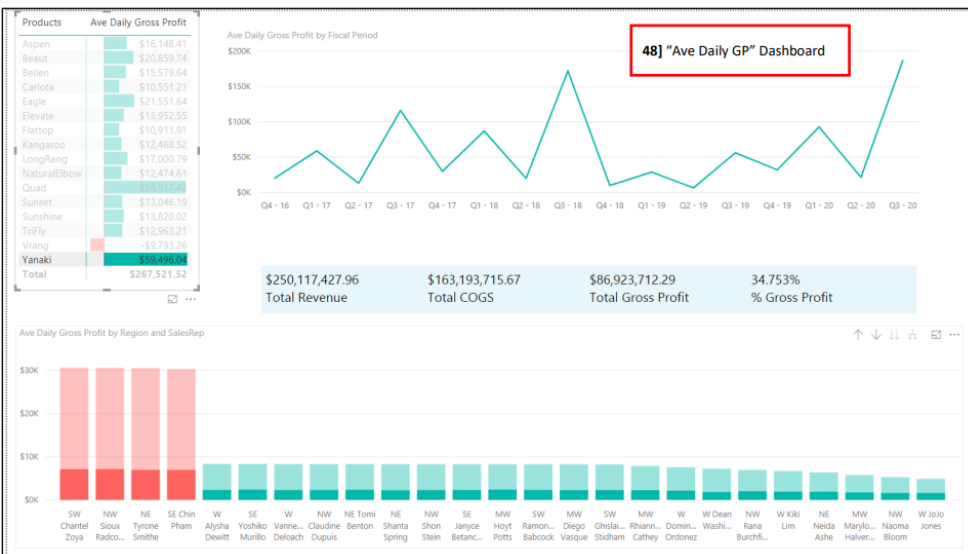 Products Ave Daily Gross Profit
Aspen $16,148.41
Beaut $20,859.74
Bellen $15,579.64
Carlota $10,551.21
Eagle $21,551.64
Elevate $13,952.55
Flattop $10,911.91
Kangaroo $12,468.52
LongRang $17,000.79
NaturalElbow $12,474.61
Quad $58,517.42
Sunset $13,046.19
Sunshine $13,820.02
TriFly $12,963.21
Vrang -$9,793.26
Yanaki $59,496.04
Total $267,521.52
Ave Daily Gross Profit by Fiscal Period
48] "Ave Daily GP" Dashboard
$200K
$150K
$100K
$50K
$0K
Q4 - 16 Q1 - 17 Q2 - 17 Q3 - 17 Q4 - 17 Q1 - 18 Q2 - 18 Q3 - 18 Q4 - 18 Q1 - 19 Q2 - 19 Q3 - 19 Q4 - 19 Q1 - 20 Q2 - 20 Q3 - 20
$250,117,427.96 $163,193,715.67 $86,923,712.29 34.753%
Total Revenue Total COGS Total Gross Profit % Gross Profit
Ave Daily Gross Profit by Region and SalesRep
$30K
$20K
$10K
$0K
SW NW NE SE Chin W SE W NW NE Tomi NE NW SE MW SW MW SW MW W W Dean NW W Kiki NE MW NW W JoJo
Chantel Sioux Tyrone Pham Alysha Yoshiko Vanne... Claudine Benton Shanta Shon Janyce Hoyt Ramon... Diego Ghislai... Rhiann... Domin... Washi... Rana Lim Neida Marylo... Naoma Jones
Zoya Radco... Smithe Dewitt Murillo Deloach Dupuis Spring Stein Betanc... Potts Babcock Vasque Stidham Cathey Ordonez Burchfi... Ashe Halver... Bloom